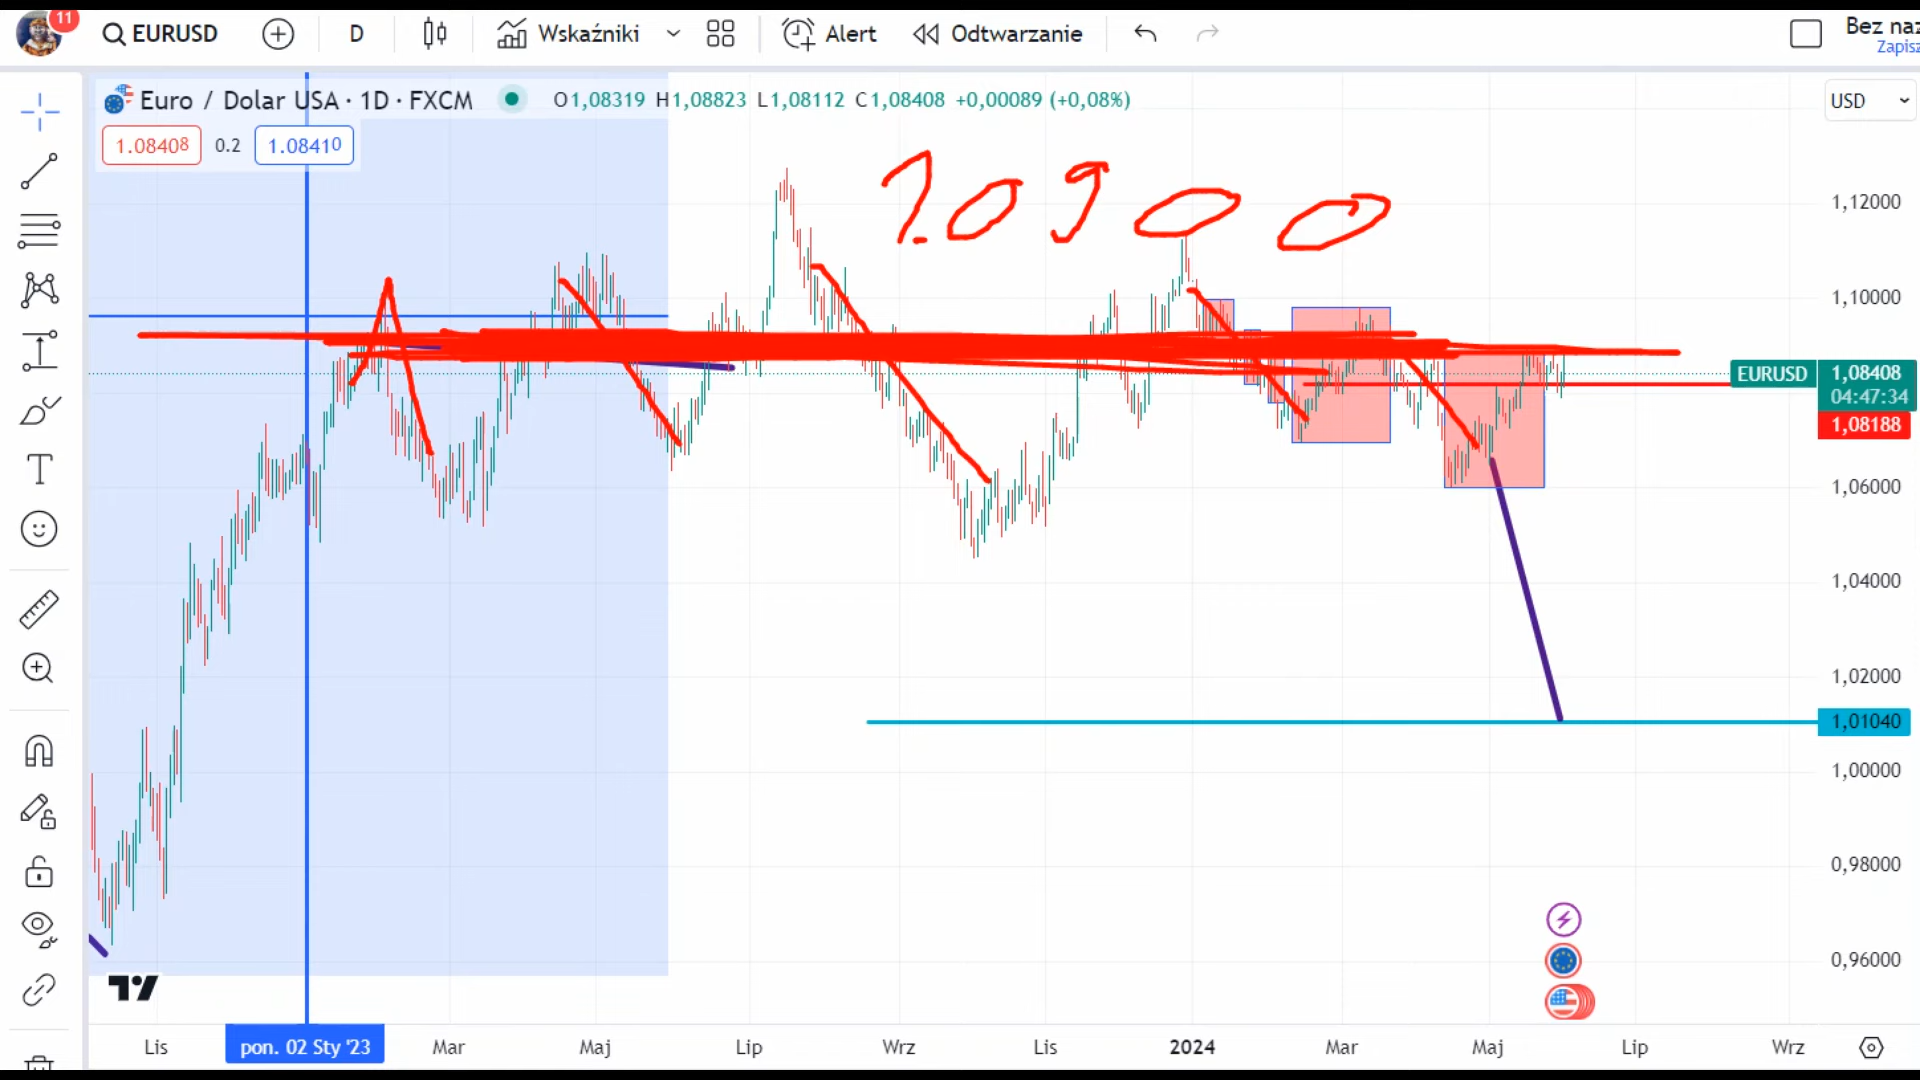 11
EURUSD
D
Wskaźniki
Alert
Odtwarzanie
Bez naz
Zapisz
Euro / Dolar USA · 1D · FXCM
O1,08319 H1,08823 L1,08112 C1,08408 +0,00089 (+0,08%)
USD
1.08408
0.2
1.08410
1.0900
1,12000
1,10000
EURUSD
1,08408
04:47:34
1,08188
1,06000
1,04000
1,02000
1,01040
1,00000
0,98000
0,96000
Lis
pon. 02 Sty '23
Mar
Maj
Lip
Wrz
Lis
2024
Mar
Maj
Lip
Wrz